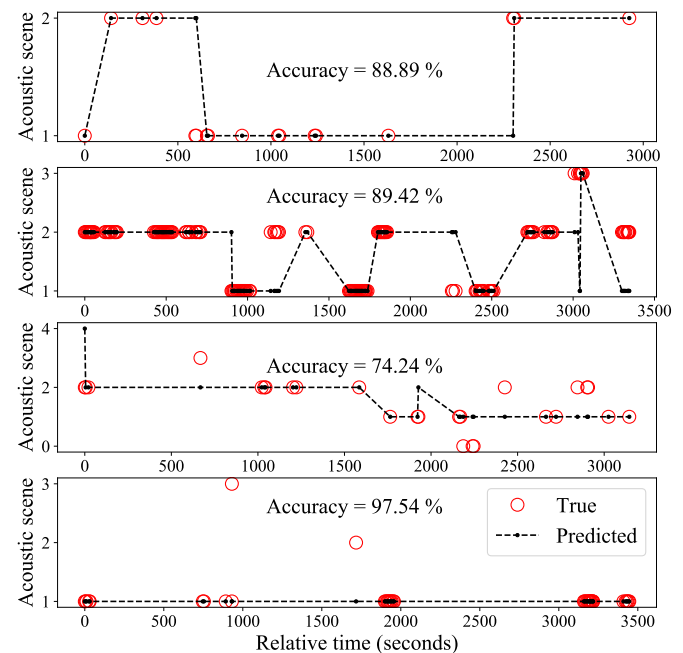 Acoustic scene
2
1
Accuracy = 88.89 %
0 500 1000 1500 2000 2500 3000
Acoustic scene
3
2
1
Accuracy = 89.42 %
0 500 1000 1500 2000 2500 3000 3500
Acoustic scene
4
2
0
Accuracy = 74.24 %
0 500 1000 1500 2000 2500 3000
Acoustic scene
3
2
1
Accuracy = 97.54 %
True
Predicted
0 500 1000 1500 2000 2500 3000 3500
Relative time (seconds)